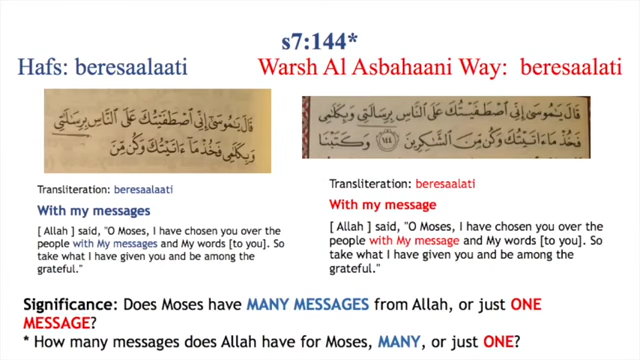 s7:144*
Hafs: beresaalaati
Warsh Al Asbahaani Way: beresaalati
قَالَ يَٰمُوسَىٰٓ إِنِّي ٱصۡطَفَيۡتُكَ عَلَى ٱلنَّاسِ بِرِسَٰلَٰتِي
وَبِكَلَٰمِي فَخُذۡ مَآ ءَاتَيۡتُكَ وَكُن مِّنَ
قَالَ يَٰمُوسَىٰٓ إِنِّي ٱصۡطَفَيۡتُكَ عَلَى ٱلنَّاسِ بِرِسَٰلَتِي وَبِكَلَٰمِي
فَخُذۡ مَا ءَاتَيۡتُكَ وَكُن مِّنَ ٱلشَّٰكِرِينَ ١٤٤ وَكَتَبۡنَا
Transliteration: beresaalaati
With my messages
[ Allah ] said, "O Moses, I have chosen you over the
people with My messages and My words [to you]. So
take what I have given you and be among the
grateful."
Transliteration: beresaalati
With my message
[ Allah ] said, "O Moses, I have chosen you over the
people with My message and My words [to you]. So
take what I have given you and be among the
grateful."
Significance: Does Moses have MANY MESSAGES from Allah, or just ONE
MESSAGE?
* How many messages does Allah have for Moses, MANY, or just ONE?